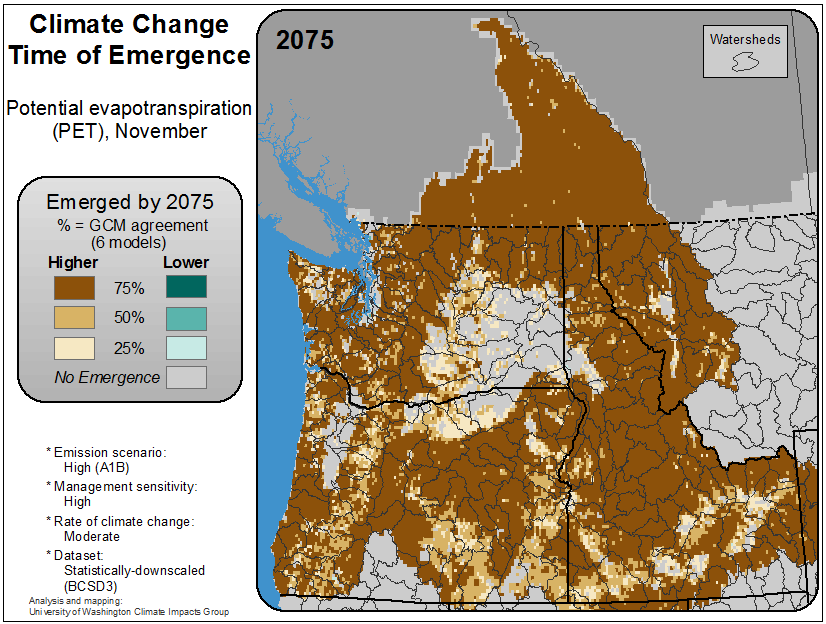 Climate Change
Time of Emergence
Potential evapotranspiration
(PET), November
Emerged by 2075
% = GCM agreement
(6 models)
Higher Lower
75%
50%
25%
No Emergence
* Emission scenario:
High (A1B)
* Management sensitivity:
High
* Rate of climate change:
Moderate
* Dataset:
Statistically-downscaled
(BCSD3)
Analysis and mapping:
University of Washington Climate Impacts Group
2075
Watersheds